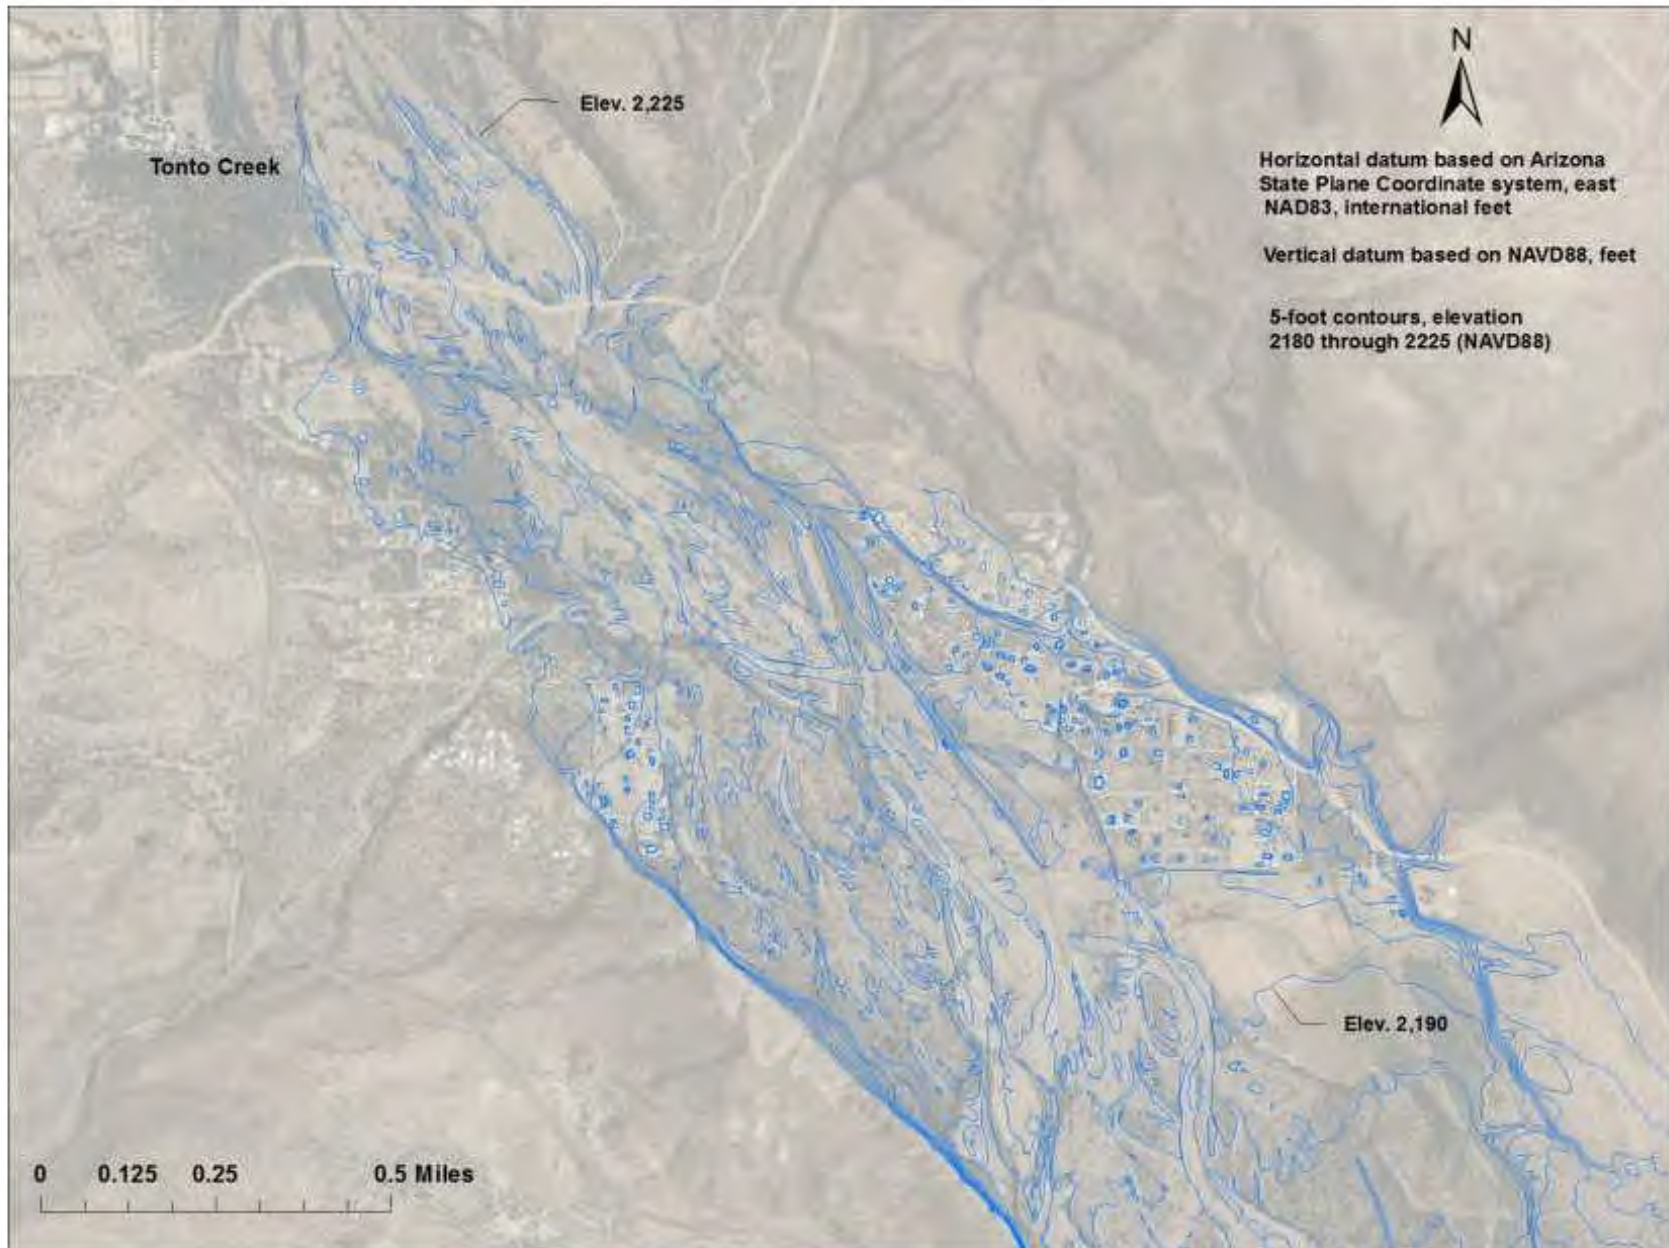 N
Elev. 2,225
Tonto Creek
Horizontal datum based on Arizona
State Plane Coordinate system, east
NAD83, international feet
Vertical datum based on NAVD88, feet
5-foot contours, elevation
2180 through 2225 (NAVD88)
Elev. 2,190
0 0.125 0.25 0.5 Miles